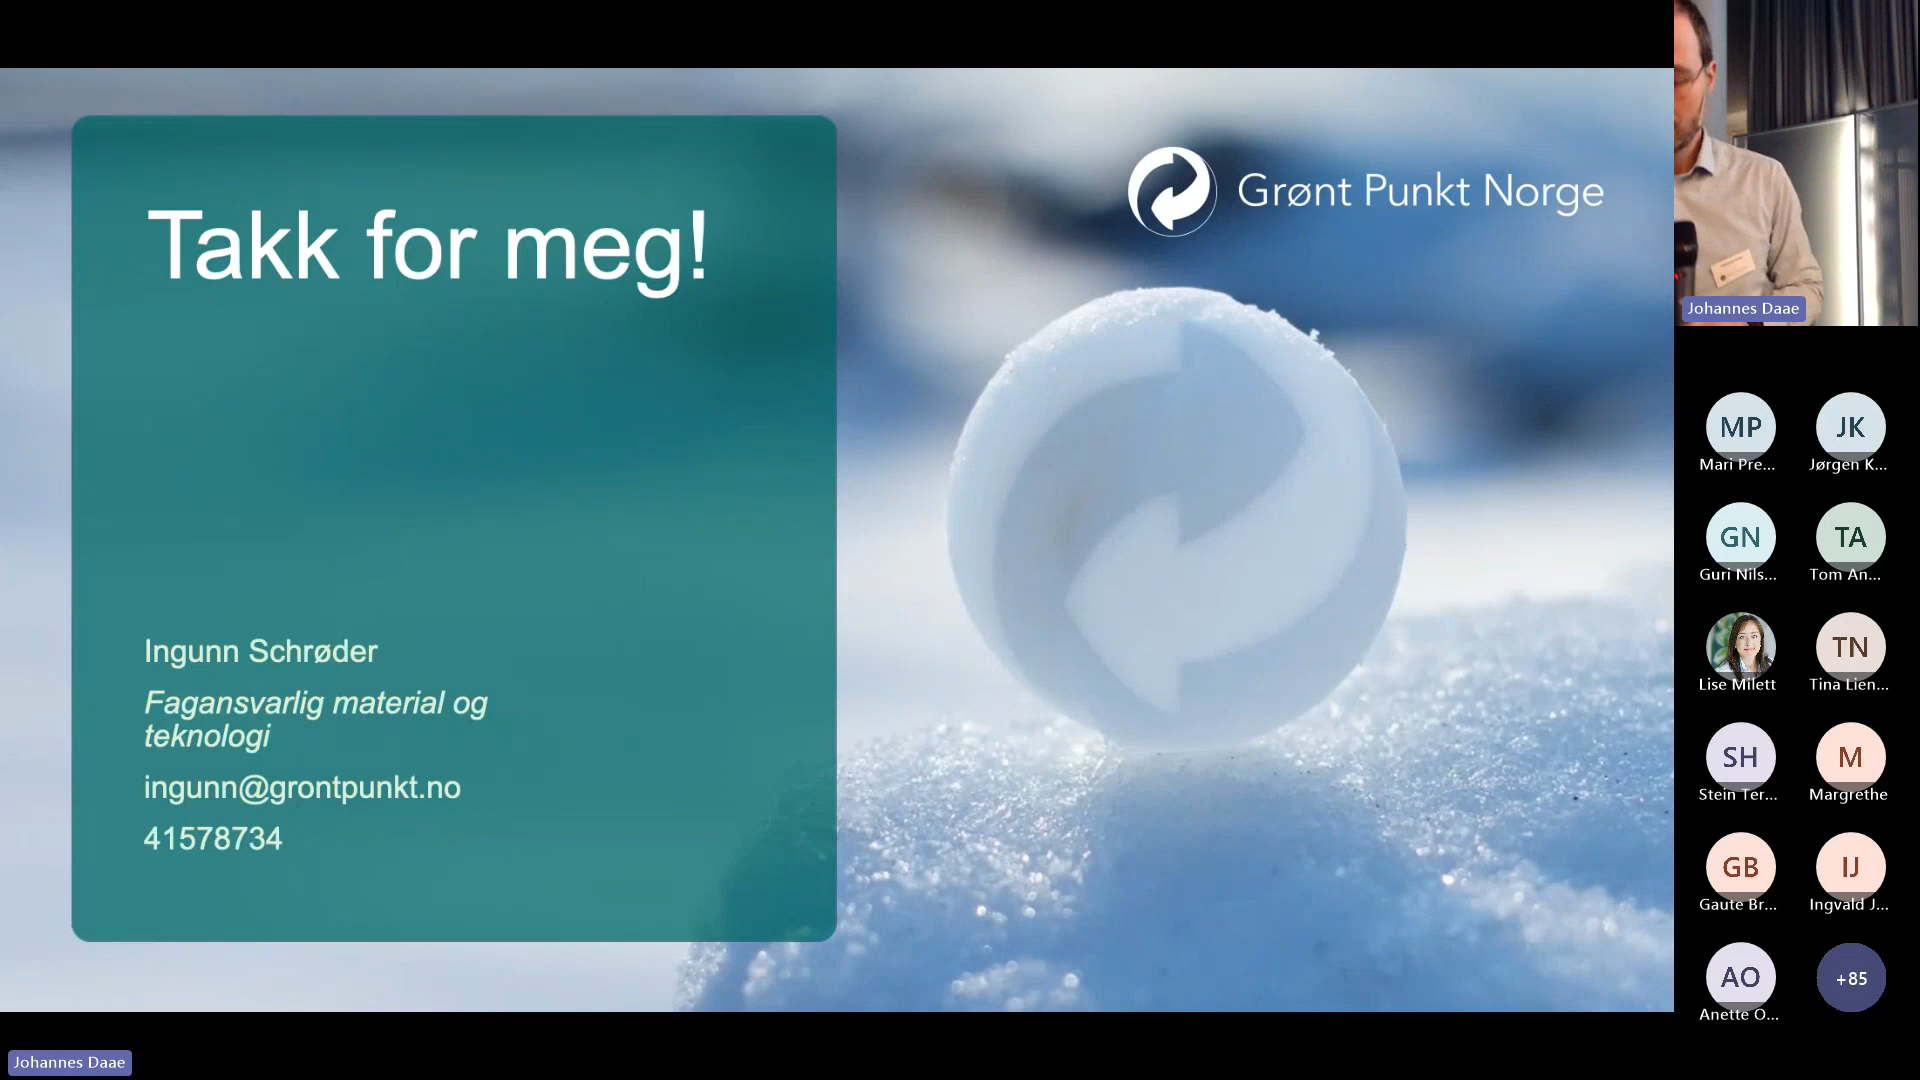 Takk for meg!
Grønt Punkt Norge
Ingunn Schrøder
Fagansvarlig material og
teknologi
ingunn@grontpunkt.no
41578734
Johannes Daae
MP
Mari Pre...
JK
Jørgen K...
GN
Guri Nils...
TA
Tom An...
Lise Milett
TN
Tina Lien...
SH
Stein Ter...
M
Margrethe
GB
Gaute Br...
IJ
Ingvald J...
AO
Anette O...
+85
Johannes Daae